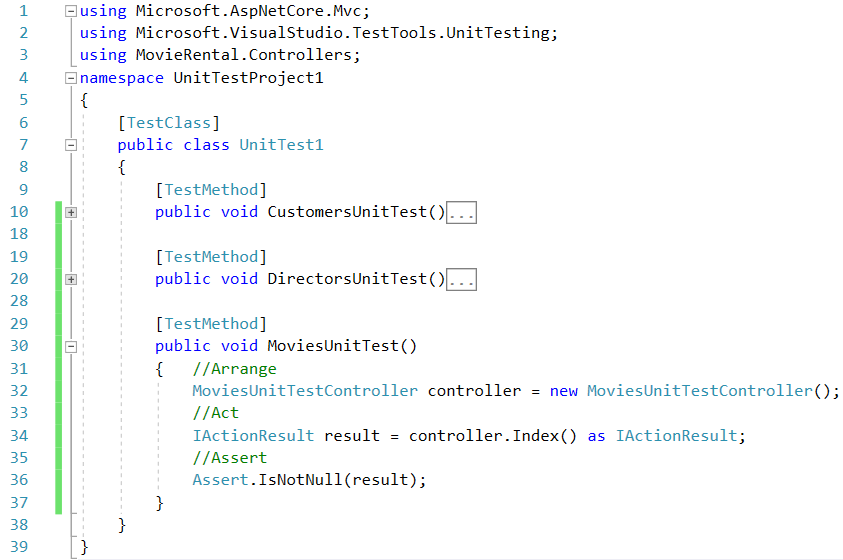 1 using Microsoft.AspNetCore.Mvc;
2 using Microsoft.VisualStudio.TestTools.UnitTesting;
3 using MovieRental.Controllers;
4 namespace UnitTestProject1
5 {
6 [TestClass]
7 public class UnitTest1
8 {
9 [TestMethod]
10 public void CustomersUnitTest()...
18
19 [TestMethod]
20 public void DirectorsUnitTest()...
28
29 [TestMethod]
30 public void MoviesUnitTest()
31 { //Arrange
32 MoviesUnitTestController controller = new MoviesUnitTestController();
33 //Act
34 IActionResult result = controller.Index() as IActionResult;
35 //Assert
36 Assert.IsNotNull(result);
37 }
38 }
39 }